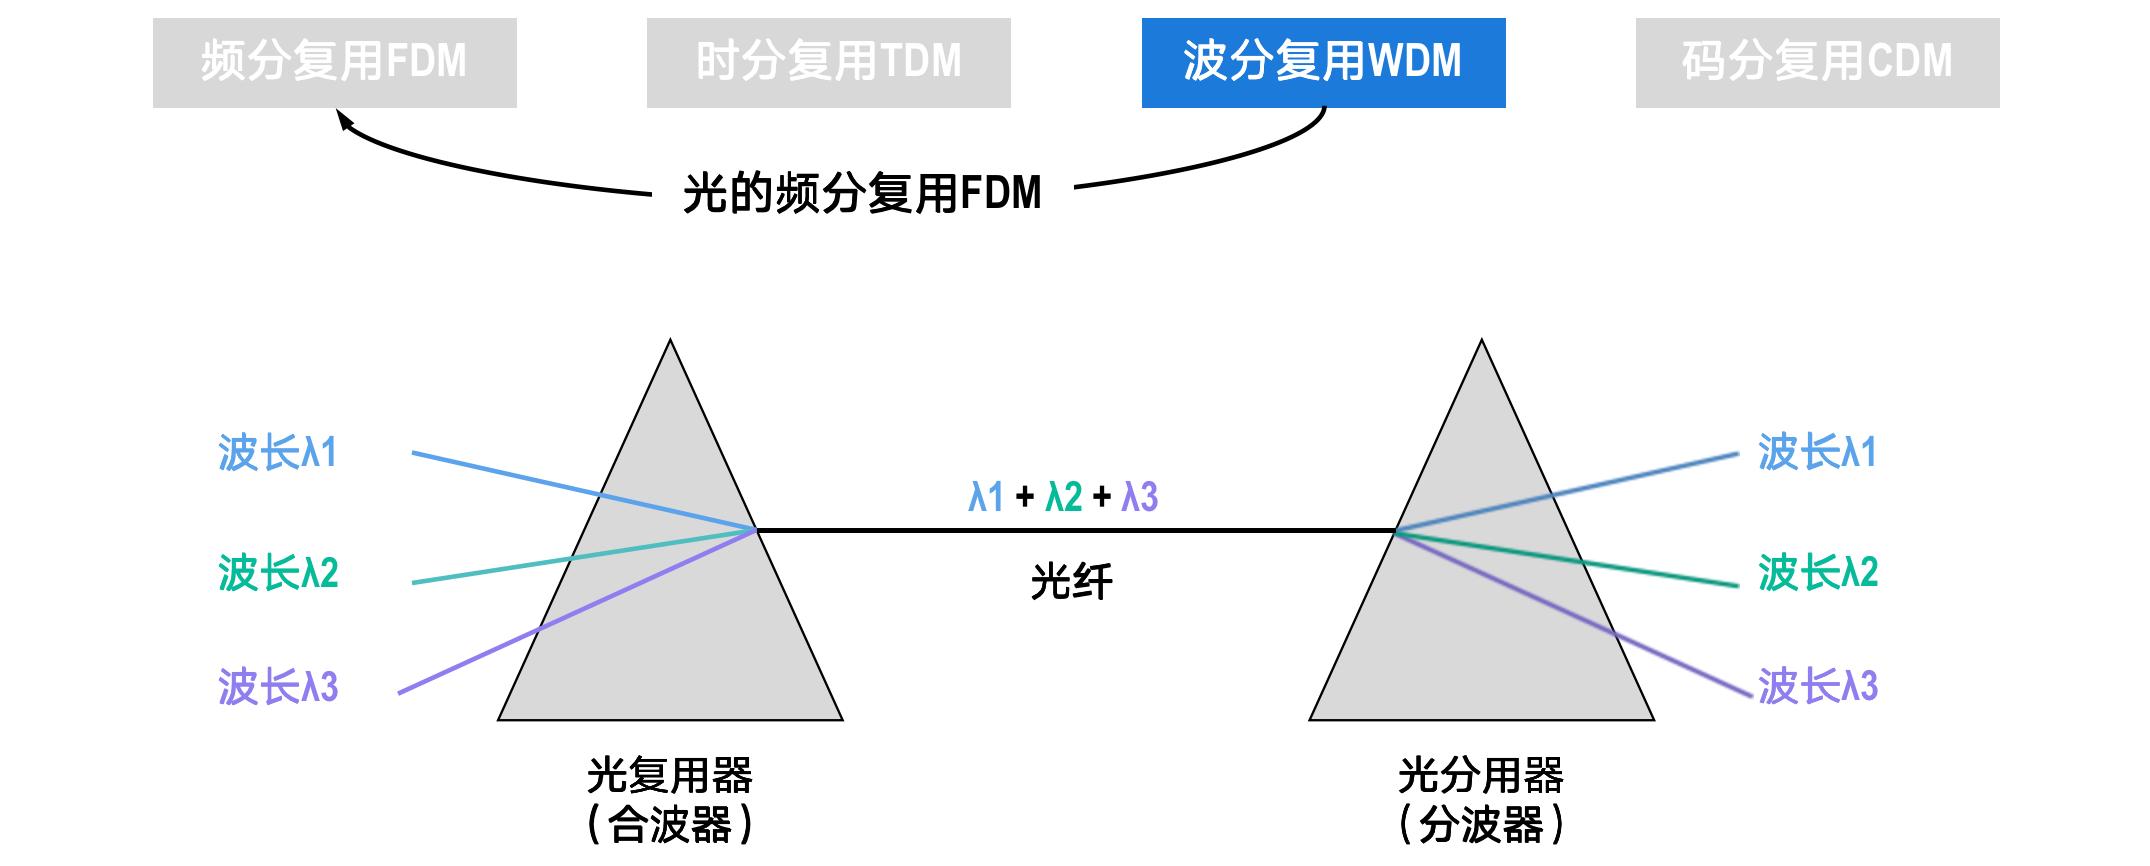 频分复用FDM
时分复用TDM
波分复用WDM
码分复用CDM
光的频分复用FDM
波长λ1
波长λ2
波长λ3
λ1 + λ2 + λ3
光纤
波长λ1
波长λ2
波长λ3
光复用器
(合波器)
光分用器
(分波器)